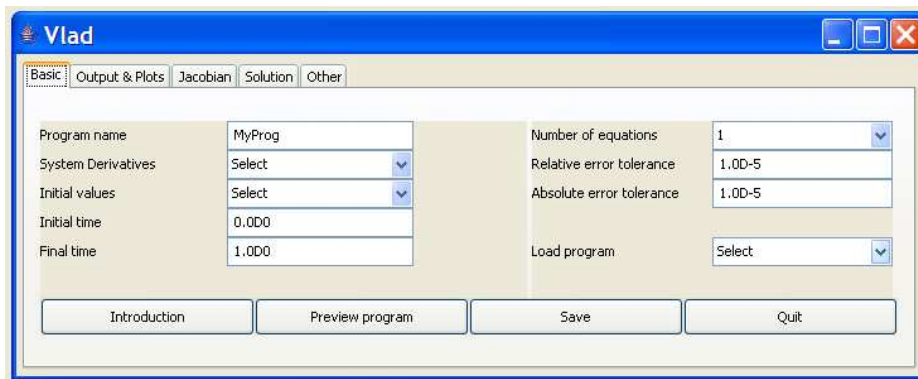 Vlad
Basic Output & Plots Jacobian Solution Other
Program name MyProg Number of equations 1
System Derivatives Select Relative error tolerance 1.0D-5
Initial values Select Absolute error tolerance 1.0D-5
Initial time 0.0D0
Final time 1.0D0 Load program Select
Introduction Preview program Save Quit